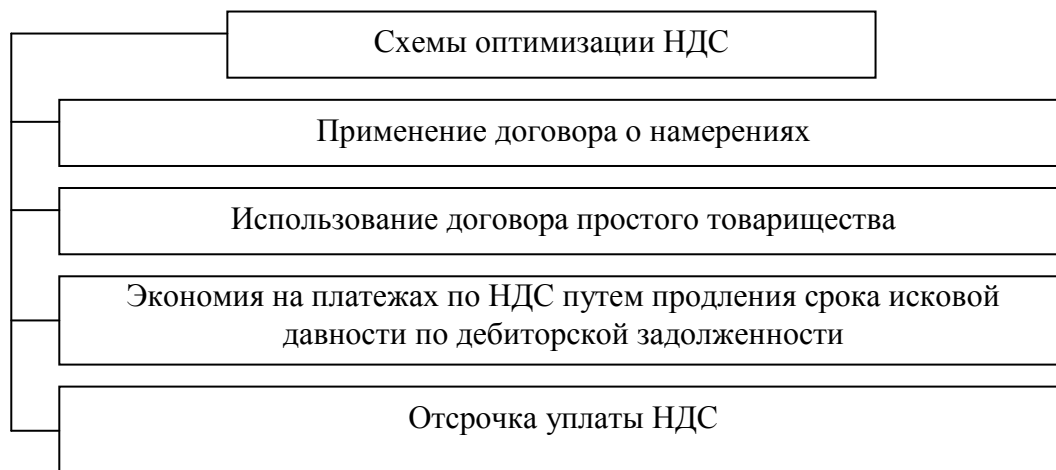 Схемы оптимизации НДС
Применение договора о намерениях
Использование договора простого товарищества
Экономия на платежах по НДС путем продления срока исковой
давности по дебиторской задолженности
Отсрочка уплаты НДС